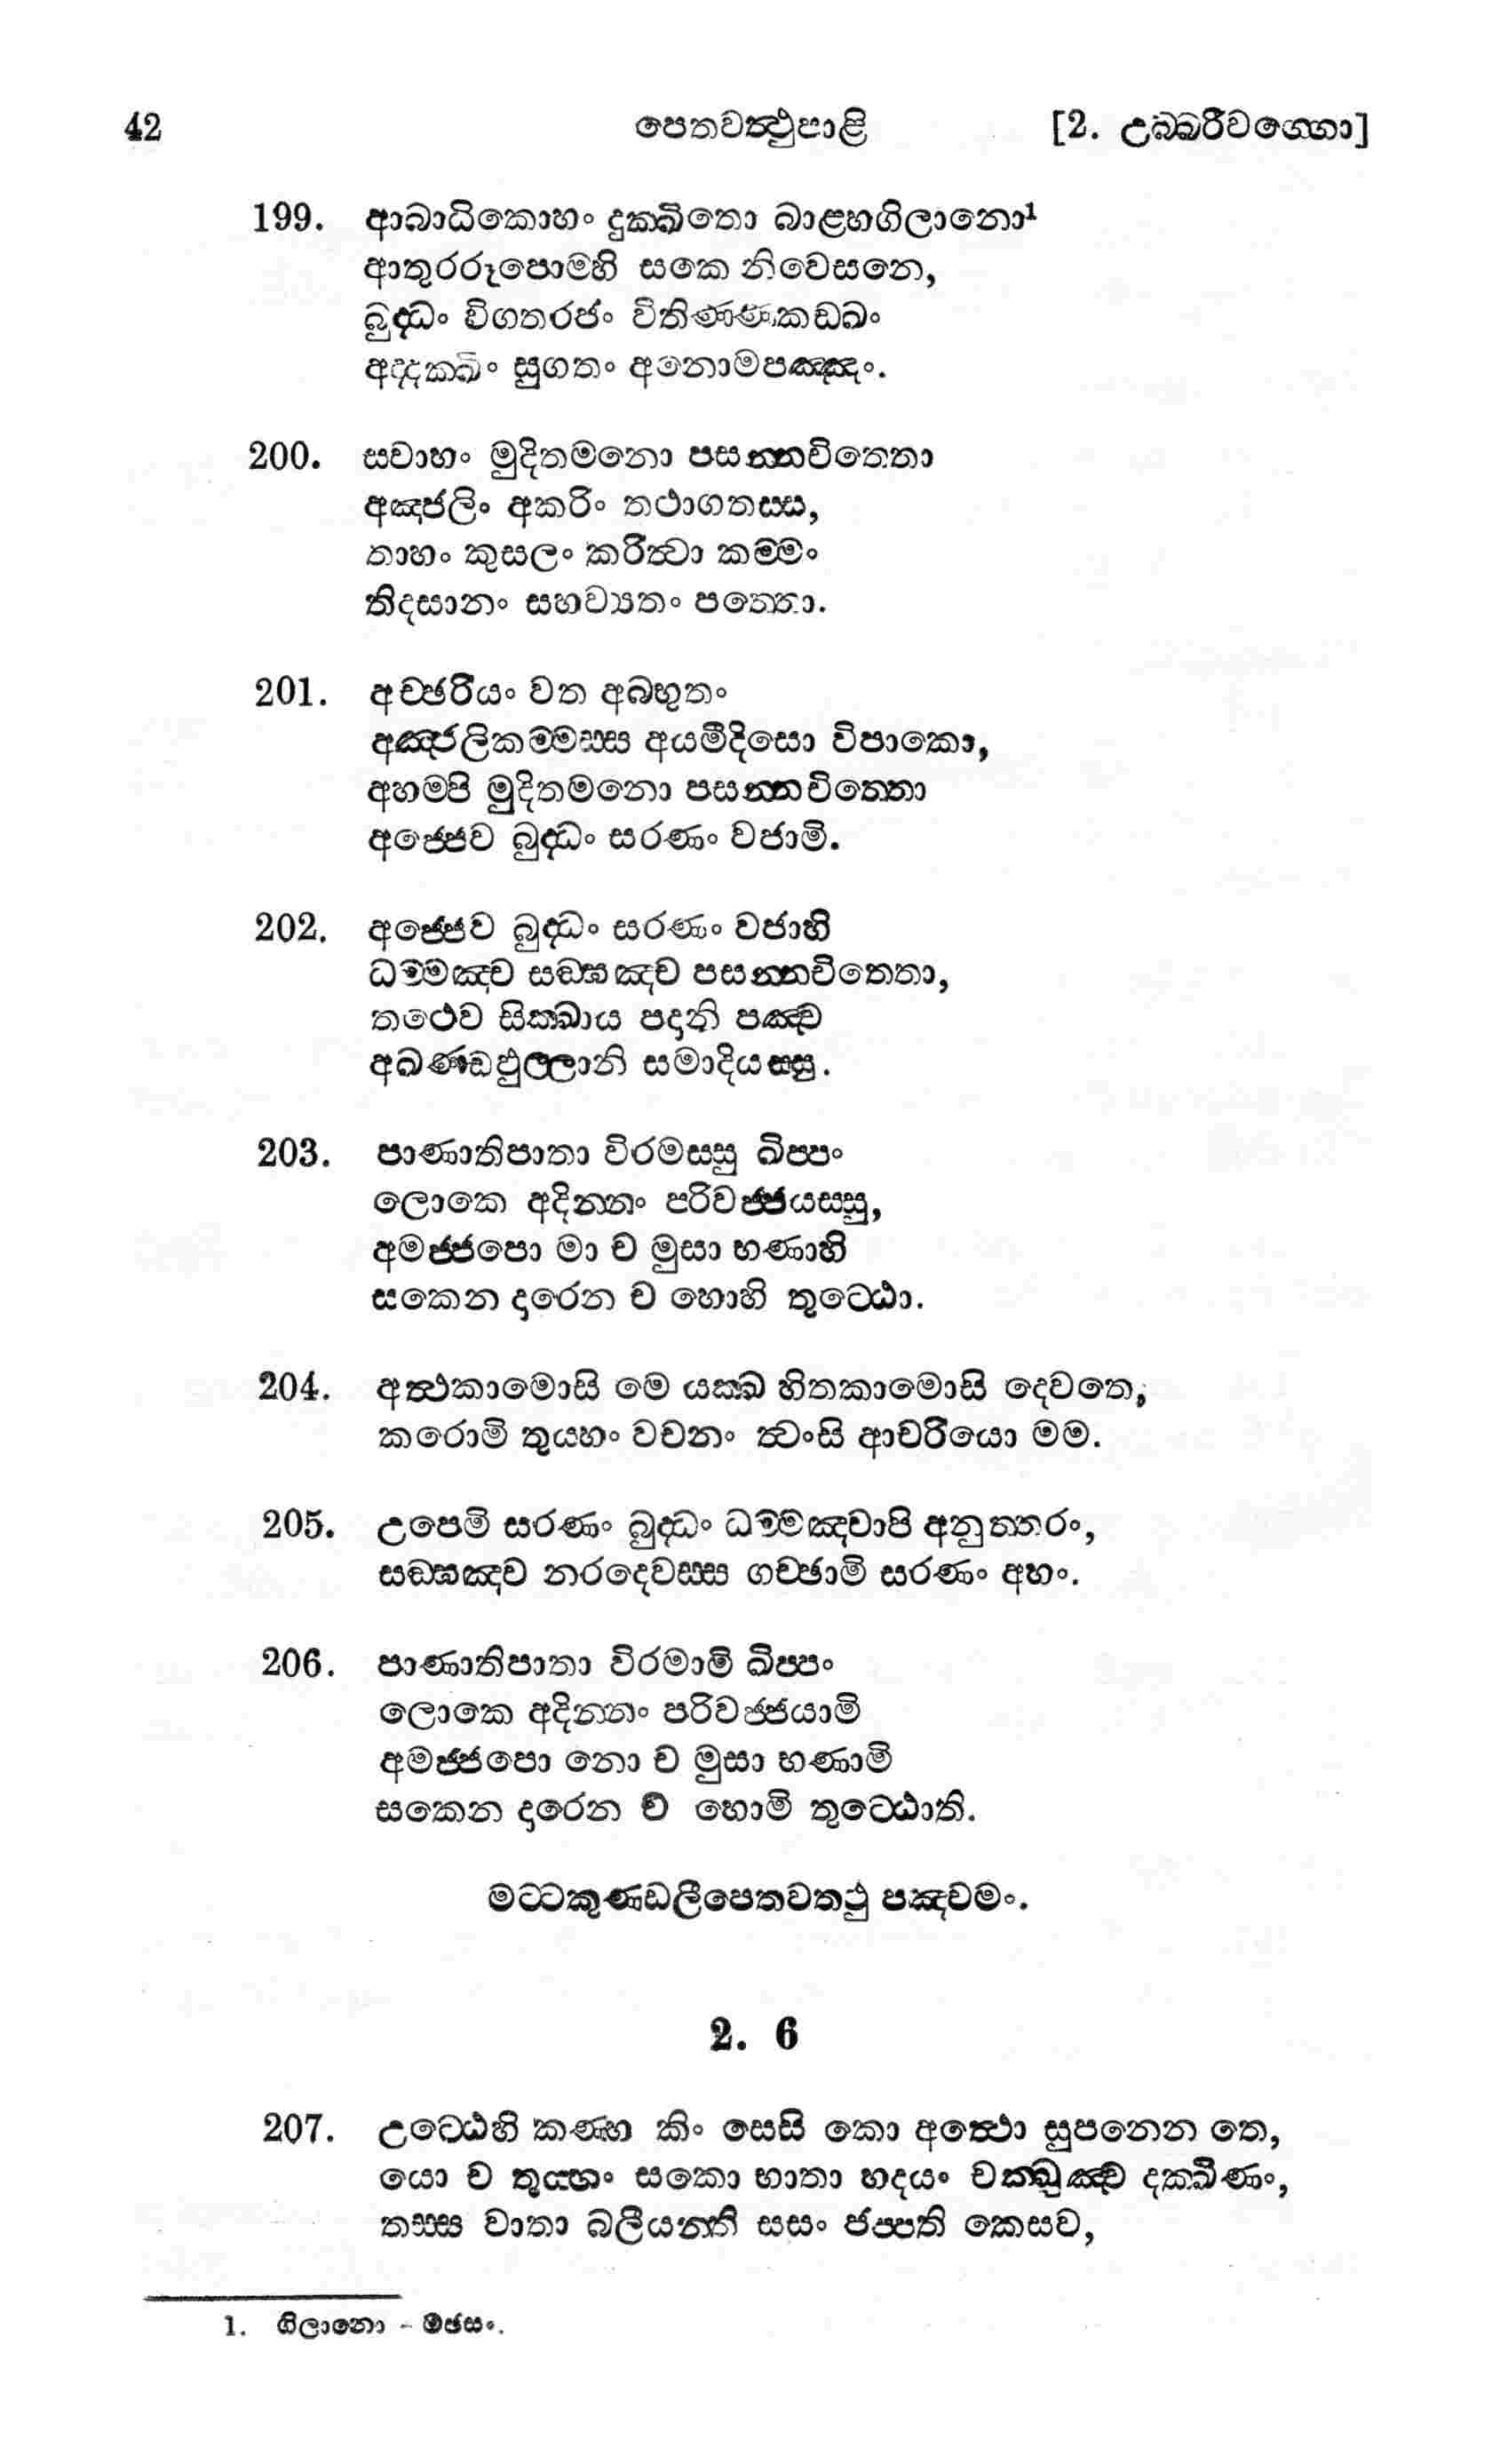 42 පෙතවත්ථුපාළි [2. උබ්බරීවග්ගො]
199. ආබාධිකොහං දුක්ඛිතො බාළ්හගිලානො¹
ආතුරරූපොම්හි සකෙ නිවෙසනෙ,
බුද්ධං විගතරජං විතිණ්ණකඞ්ඛං
අද්දක්ඛිං සුගතං අනොමපඤ්ඤං.
200. ස්වාහං මුදිතමනො පසන්නචිත්තො
අඤ්ජලිං අකරිං තථාගතස්ස,
තාහං කුසලං කරිත්වා කම්මං
තිදසානං සහව්‍යතං පත්තො.
201. අච්ඡරියං වත අබ්භුතං
අඤ්ජලිකම්මස්ස අයමීදිසො විපාකො,
අහම්පි මුදිතමනො පසන්නචිත්තො
අජ්ජෙව බුද්ධං සරණං වජාමි.
202. අජ්ජෙව බුද්ධං සරණං වජාහි
ධම්මඤ්ච සඞ්ඝඤ්ච පසන්නචිත්තො,
තථෙව සික්ඛාය පදානි පඤ්ච
අඛණ්ඩඵුල්ලානි සමාදියස්සු.
203. පාණාතිපාතා විරමස්සු ඛිප්පං
ලොකෙ අදින්නං පරිවජ්ජයස්සු,
අමජ්ජපො මා ච මුසා භණාහි
සකෙන දාරෙන ච හොහි තුට්ඨො.
204. අත්ථකාමොසි මෙ යක්ඛ හිතකාමොසි දෙවතෙ,
කරොමි තුය්හං වචනං ත්වංසි ආචරියො මම.
205. උපෙමි සරණං බුද්ධං ධම්මඤ්චාපි අනුත්තරං,
සඞ්ඝඤ්ච නරදෙවස්ස ගච්ඡාමි සරණං අහං.
206. පාණාතිපාතා විරමාමි ඛිප්පං
ලොකෙ අදින්නං පරිවජ්ජයාමි
අමජ්ජපො නො ච මුසා භණාමි
සකෙන දාරෙන ච හොමි තුට්ඨොති.
මට්ටකුණ්ඩලීපෙතවත්ථු පඤ්චමං.
2. 6
207. උට්ඨෙහි කණ්හ කිං සෙසි කො අත්ථො සුපනෙන තෙ,
යො ච තුය්හං සකො භාතා හදයං චක්ඛුඤ්ච දක්ඛිණං,
තස්ස වාතා බලීයන්ති සසං ජප්පති කෙසව,
1. ගිලානො - මඡසං.